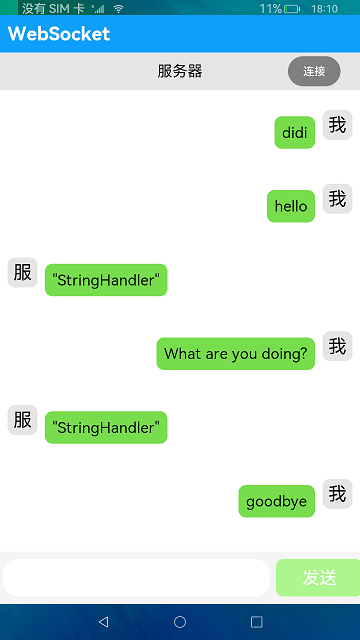 没有 SIM 卡 11% 18:10
WebSocket
服务器 连接
didi 我
hello 我
服 "StringHandler"
What are you doing? 我
服 "StringHandler"
goodbye 我
发送